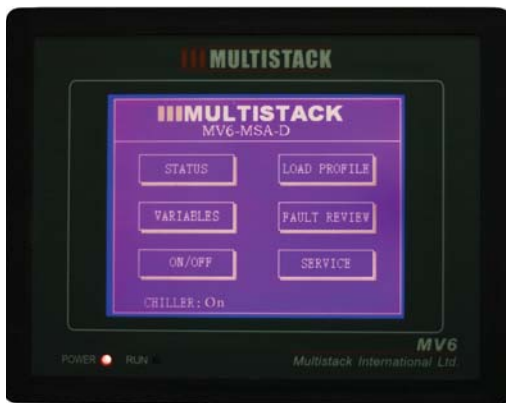 MULTISTACK
MULTISTACK
MV6-MSA-D
STATUS
LOAD PROFILE
VARIABLES
FAULT REVIEW
ON/OFF
SERVICE
CHILLER: On
MV6
POWER
RUN
Multistack International Ltd.